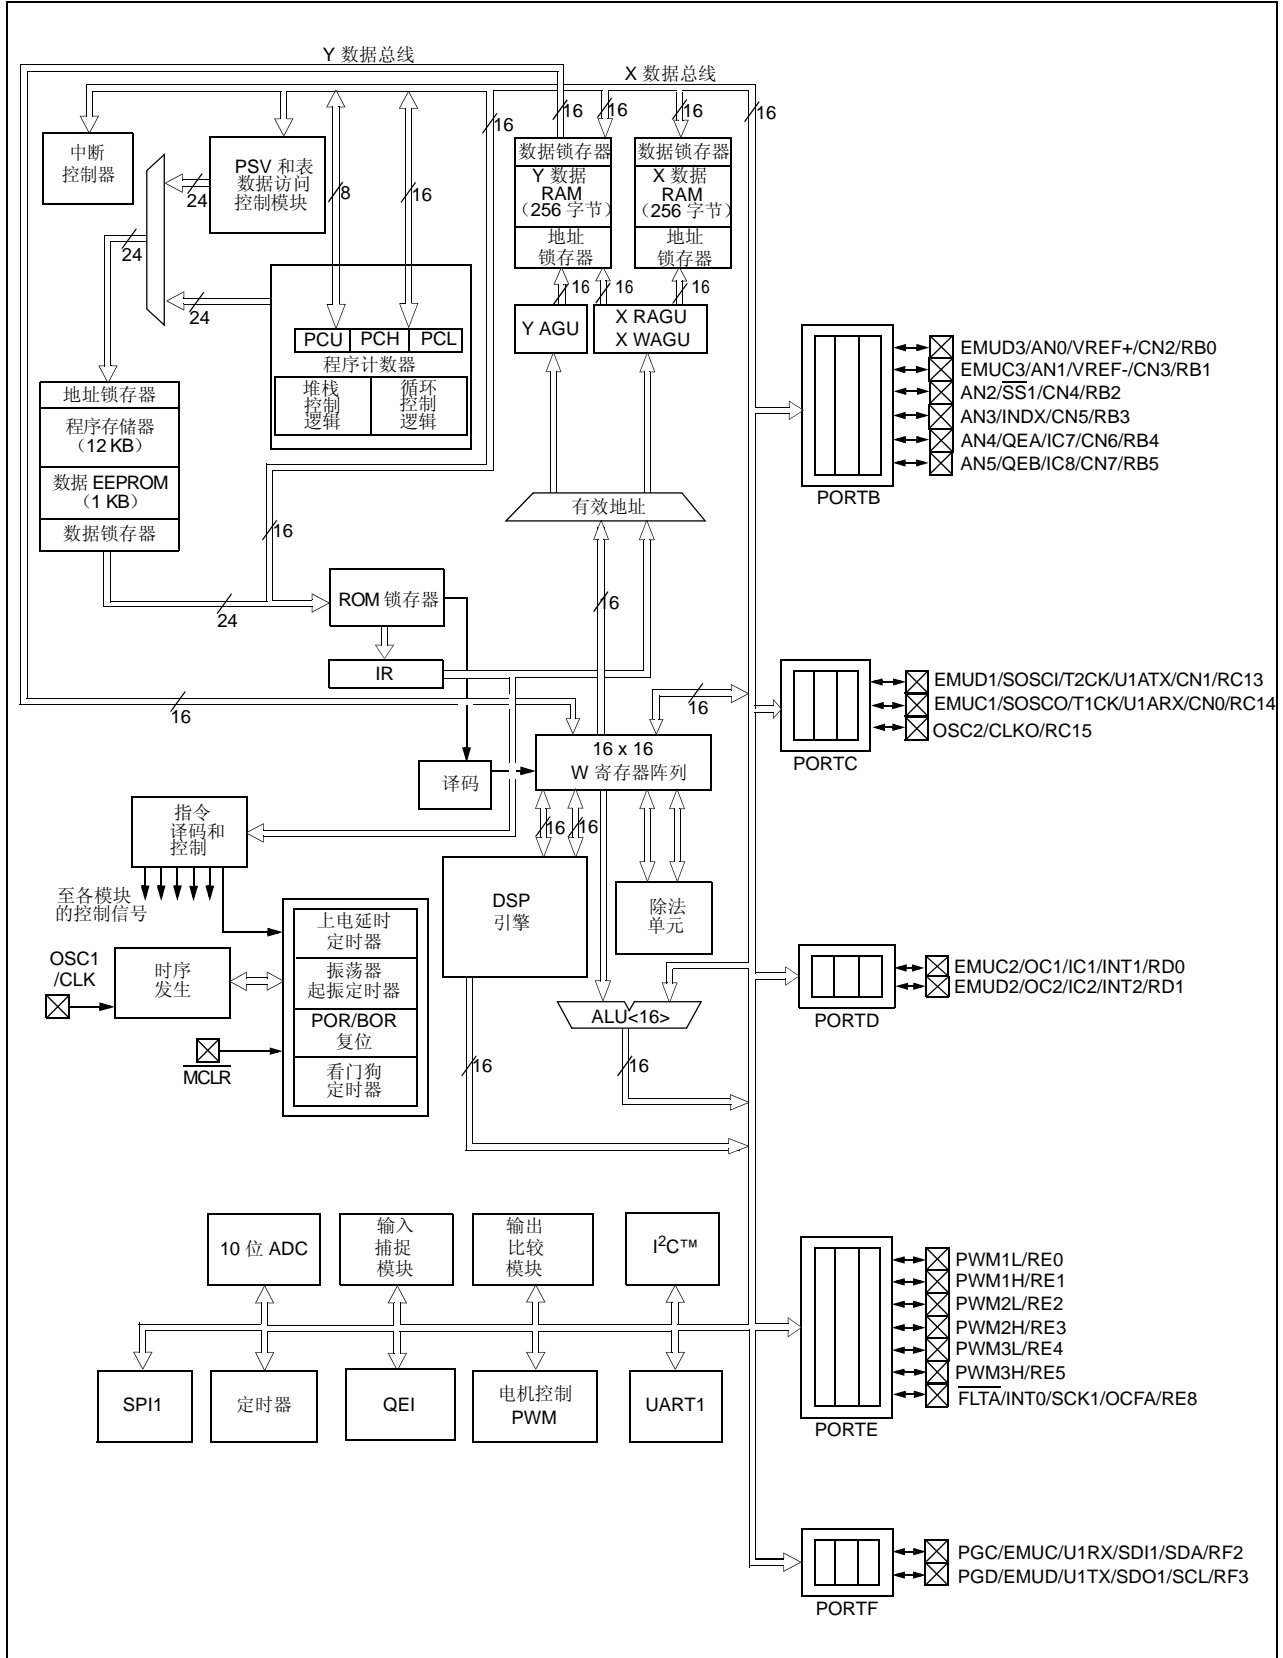 Y 数据总线
X 数据总线
16
16
16
16
16
中断
控制器
PSV 和表
数据访问
控制模块
24
8
16
24
24
数据锁存器
Y 数据
RAM
（256 字节）
地址
锁存器
数据锁存器
X 数据
RAM
（256 字节）
地址
锁存器
16
16
16
Y AGU
X RAGU
X WAGU
PCU
PCH
PCL
程序计数器
堆栈
控制
逻辑
循环
控制
逻辑
地址锁存器
程序存储器
（12 KB）
数据 EEPROM
（1 KB）
数据锁存器
有效地址
16
24
16
ROM 锁存器
IR
16
16
16 x 16
W 寄存器阵列
译码
指令
译码和
控制
16
16
至各模块
的控制信号
DSP
引擎
除法
单元
OSC1
/CLK
时序
发生
上电延时
定时器
振荡器
起振定时器
POR/BOR
复位
看门狗
定时器
MCLR
ALU<16>
16
16
EMUD3/AN0/VREF+/CN2/RB0
EMUC3/AN1/VREF-/CN3/RB1
AN2/SS1/CN4/RB2
AN3/INDX/CN5/RB3
AN4/QEA/IC7/CN6/RB4
AN5/QEB/IC8/CN7/RB5
PORTB
EMUD1/SOSCI/T2CK/U1ATX/CN1/RC13
EMUC1/SOSCO/T1CK/U1ARX/CN0/RC14
OSC2/CLKO/RC15
PORTC
EMUC2/OC1/IC1/INT1/RD0
EMUD2/OC2/IC2/INT2/RD1
PORTD
10 位 ADC
输入
捕捉
模块
输出
比较
模块
I²C™
SPI1
定时器
QEI
电机控制
PWM
UART1
PWM1L/RE0
PWM1H/RE1
PWM2L/RE2
PWM2H/RE3
PWM3L/RE4
PWM3H/RE5
FLTA/INT0/SCK1/OCFA/RE8
PORTE
PGC/EMUC/U1RX/SDI1/SDA/RF2
PGD/EMUD/U1TX/SDO1/SCL/RF3
PORTF